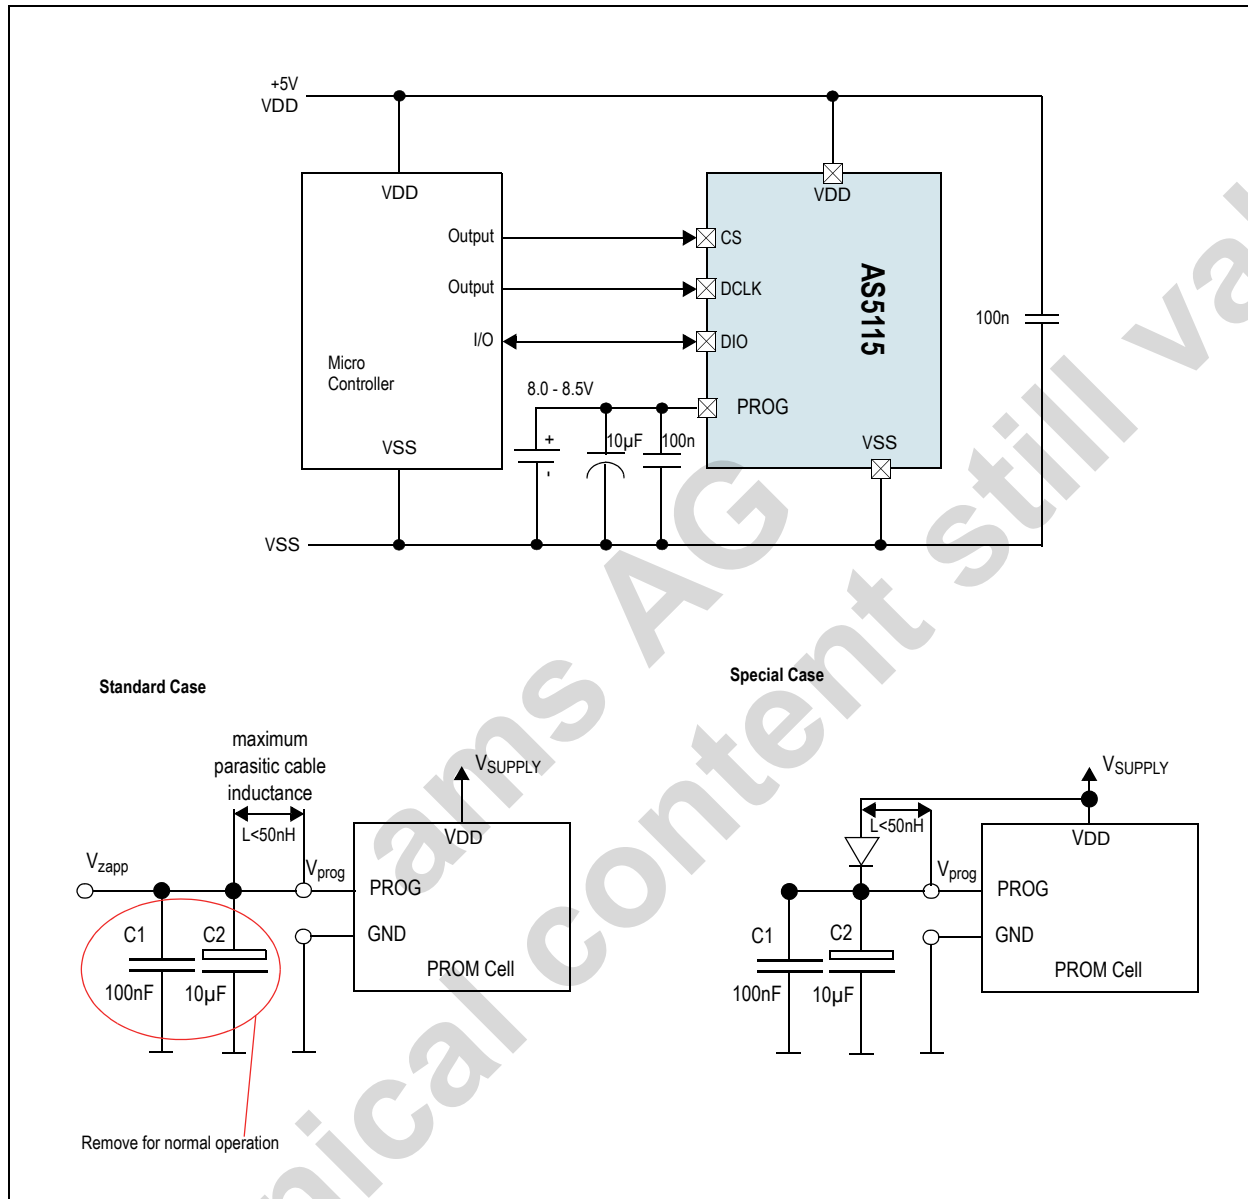 +5V
VDD
VDD
VDD
Output
CS
Output
DCLK
I/O
DIO
AS5115
100n
Micro
Controller
8.0 - 8.5V
PROG
+
10µF
100n
-
VSS
VSS
VSS
Standard Case
Special Case
maximum
parasitic cable
inductance
L<50nH
VSUPPLY
VDD
Vzapp
Vprog
PROG
GND
C1
C2
PROM Cell
100nF
10µF
Remove for normal operation
VSUPPLY
L<50nH
VDD
Vprog
PROG
GND
C1
C2
PROM Cell
100nF
10µF
ams AG
nical content still val